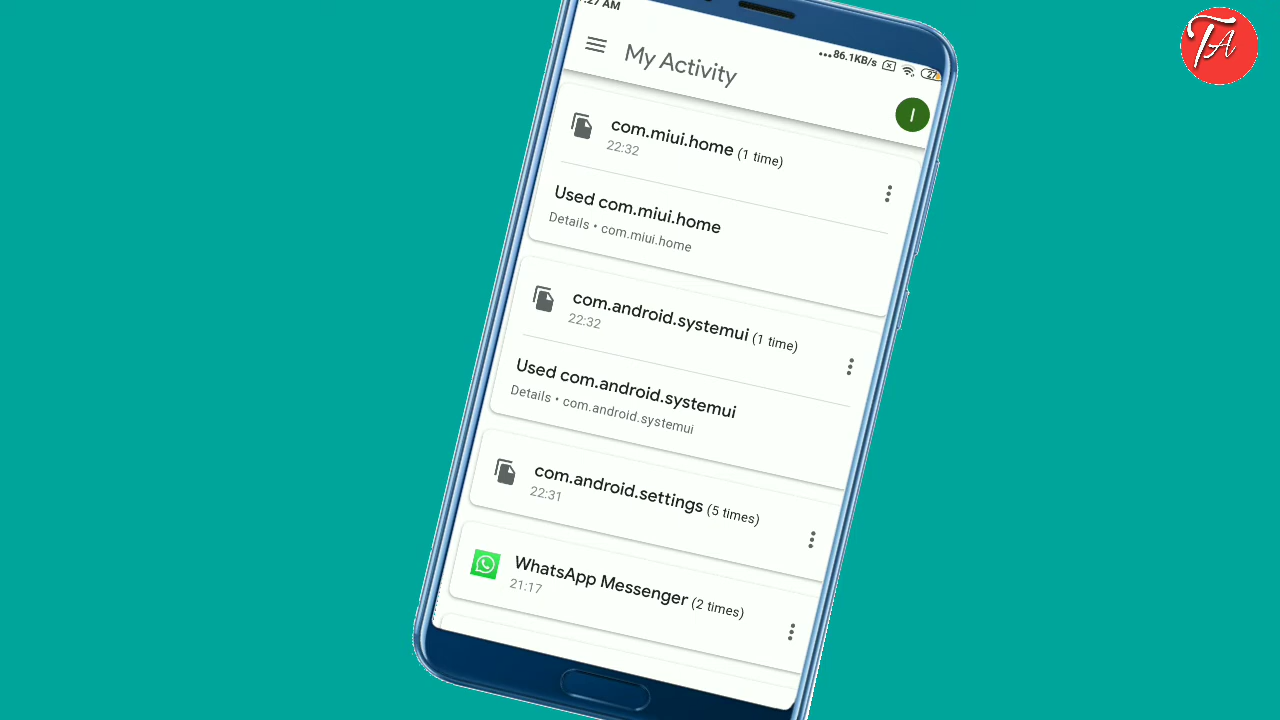 :27 AM
...86.1KB/s
27
My Activity
I
com.miui.home (1 time)
22:32
Used com.miui.home
Details • com.miui.home
com.android.systemui (1 time)
22:32
Used com.android.systemui
Details • com.android.systemui
com.android.settings (5 times)
22:31
WhatsApp Messenger (2 times)
21:17
TA